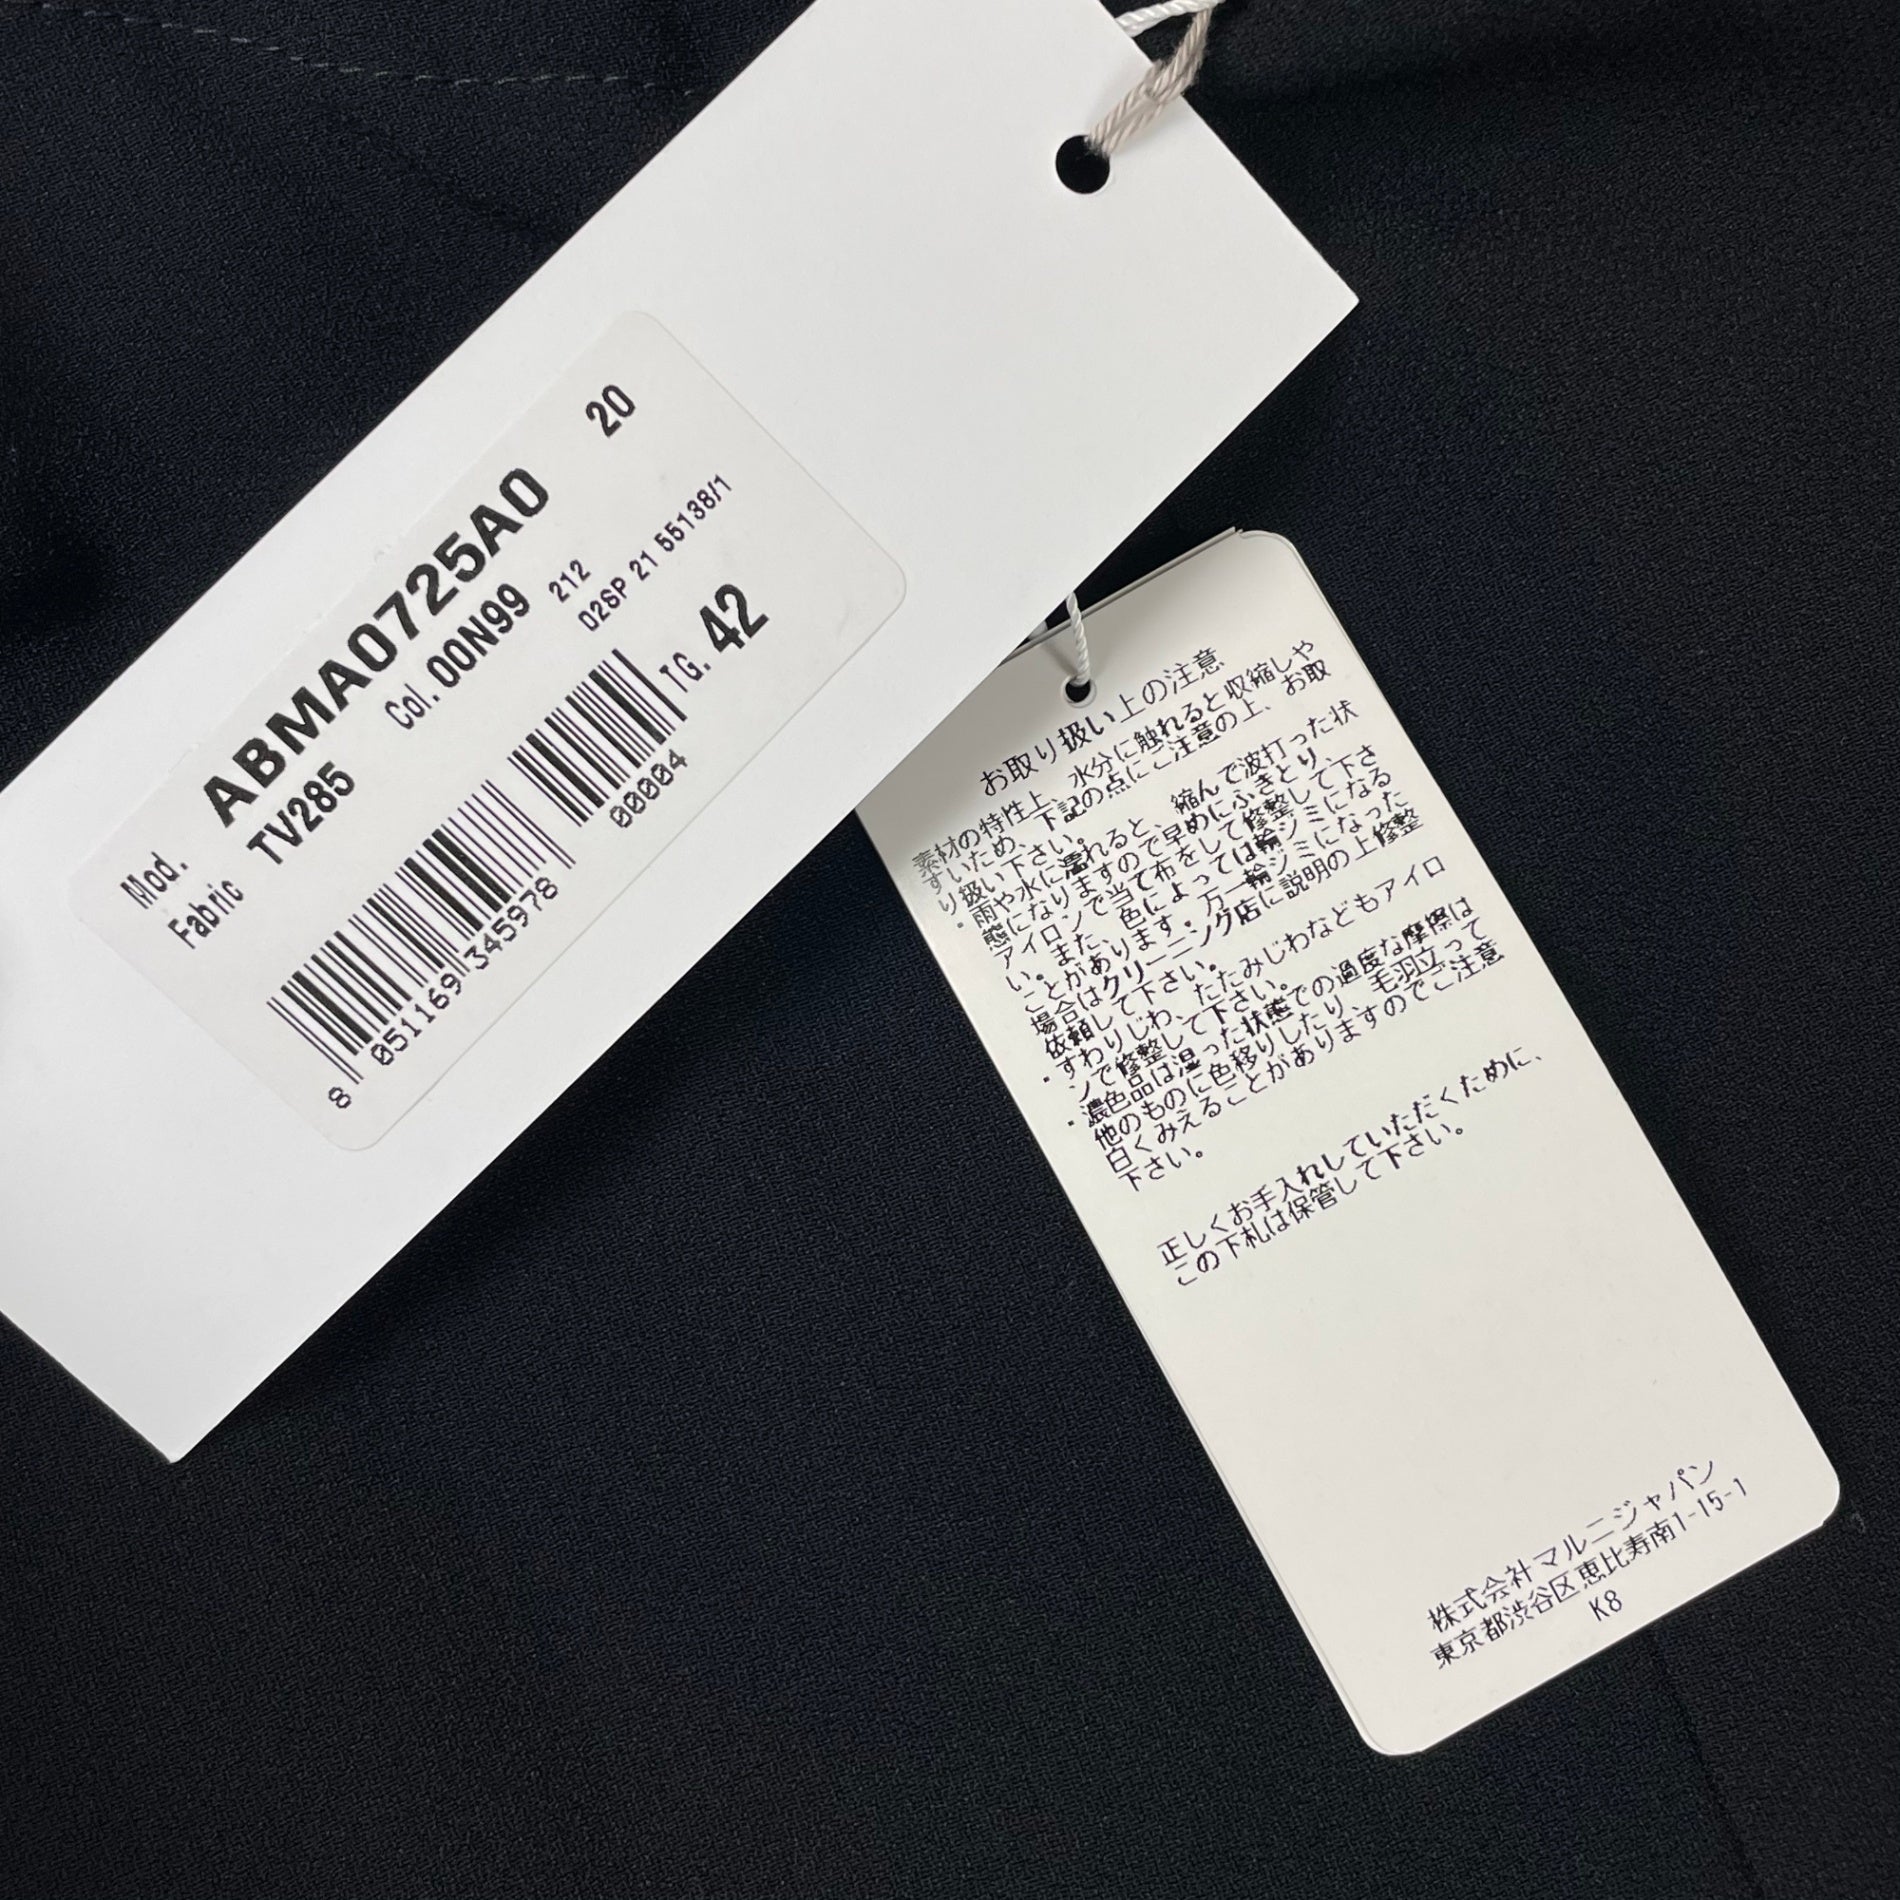 Mod. ABMA0725A0 20
Fabric TV285 Col.00N99 212
D2SP 21 55138/1
TG. 42
8 051169 345978 00004
お取り扱い上の注意
素材の特性上、水分に触れると収縮しや
すいため、下記の点にご注意の上、お取
り扱い下さい。
・雨や水に濡れると、縮んで波打った状
態になりますので早めにふきとり、
アイロンで当て布をして修整して下さ
い。また、色によっては輪ジミになる
ことがあります。万一輪ジミになった
場合はクリーニング店に説明の上修整
依頼して下さい。
・すわりじわ、たたみじわなどもアイロ
ンで修整して下さい。
・濃色品は湿った状態での過度な摩擦は
他のものに色移りしたり、毛羽立って
白くみえることがありますのでご注意
下さい。
正しくお手入れしていただくために、
この下札は保管して下さい。
株式会社マルニジャパン
東京都渋谷区恵比寿南1-15-1
K8